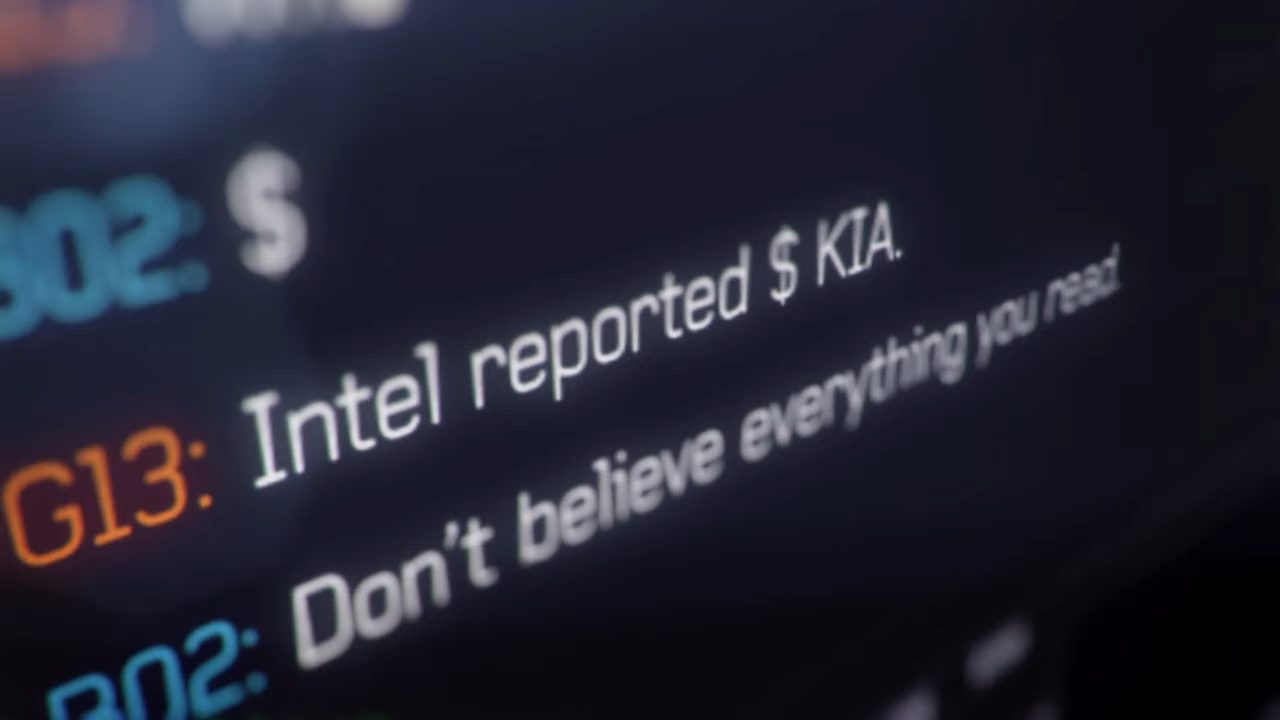 B02: $
G13: Intel reported $ KIA.
B02: Don't believe everything you read.